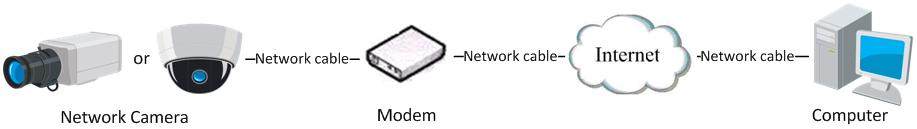 or
Network cable
Network cable
Internet
Network cable
Network Camera
Modem
Computer